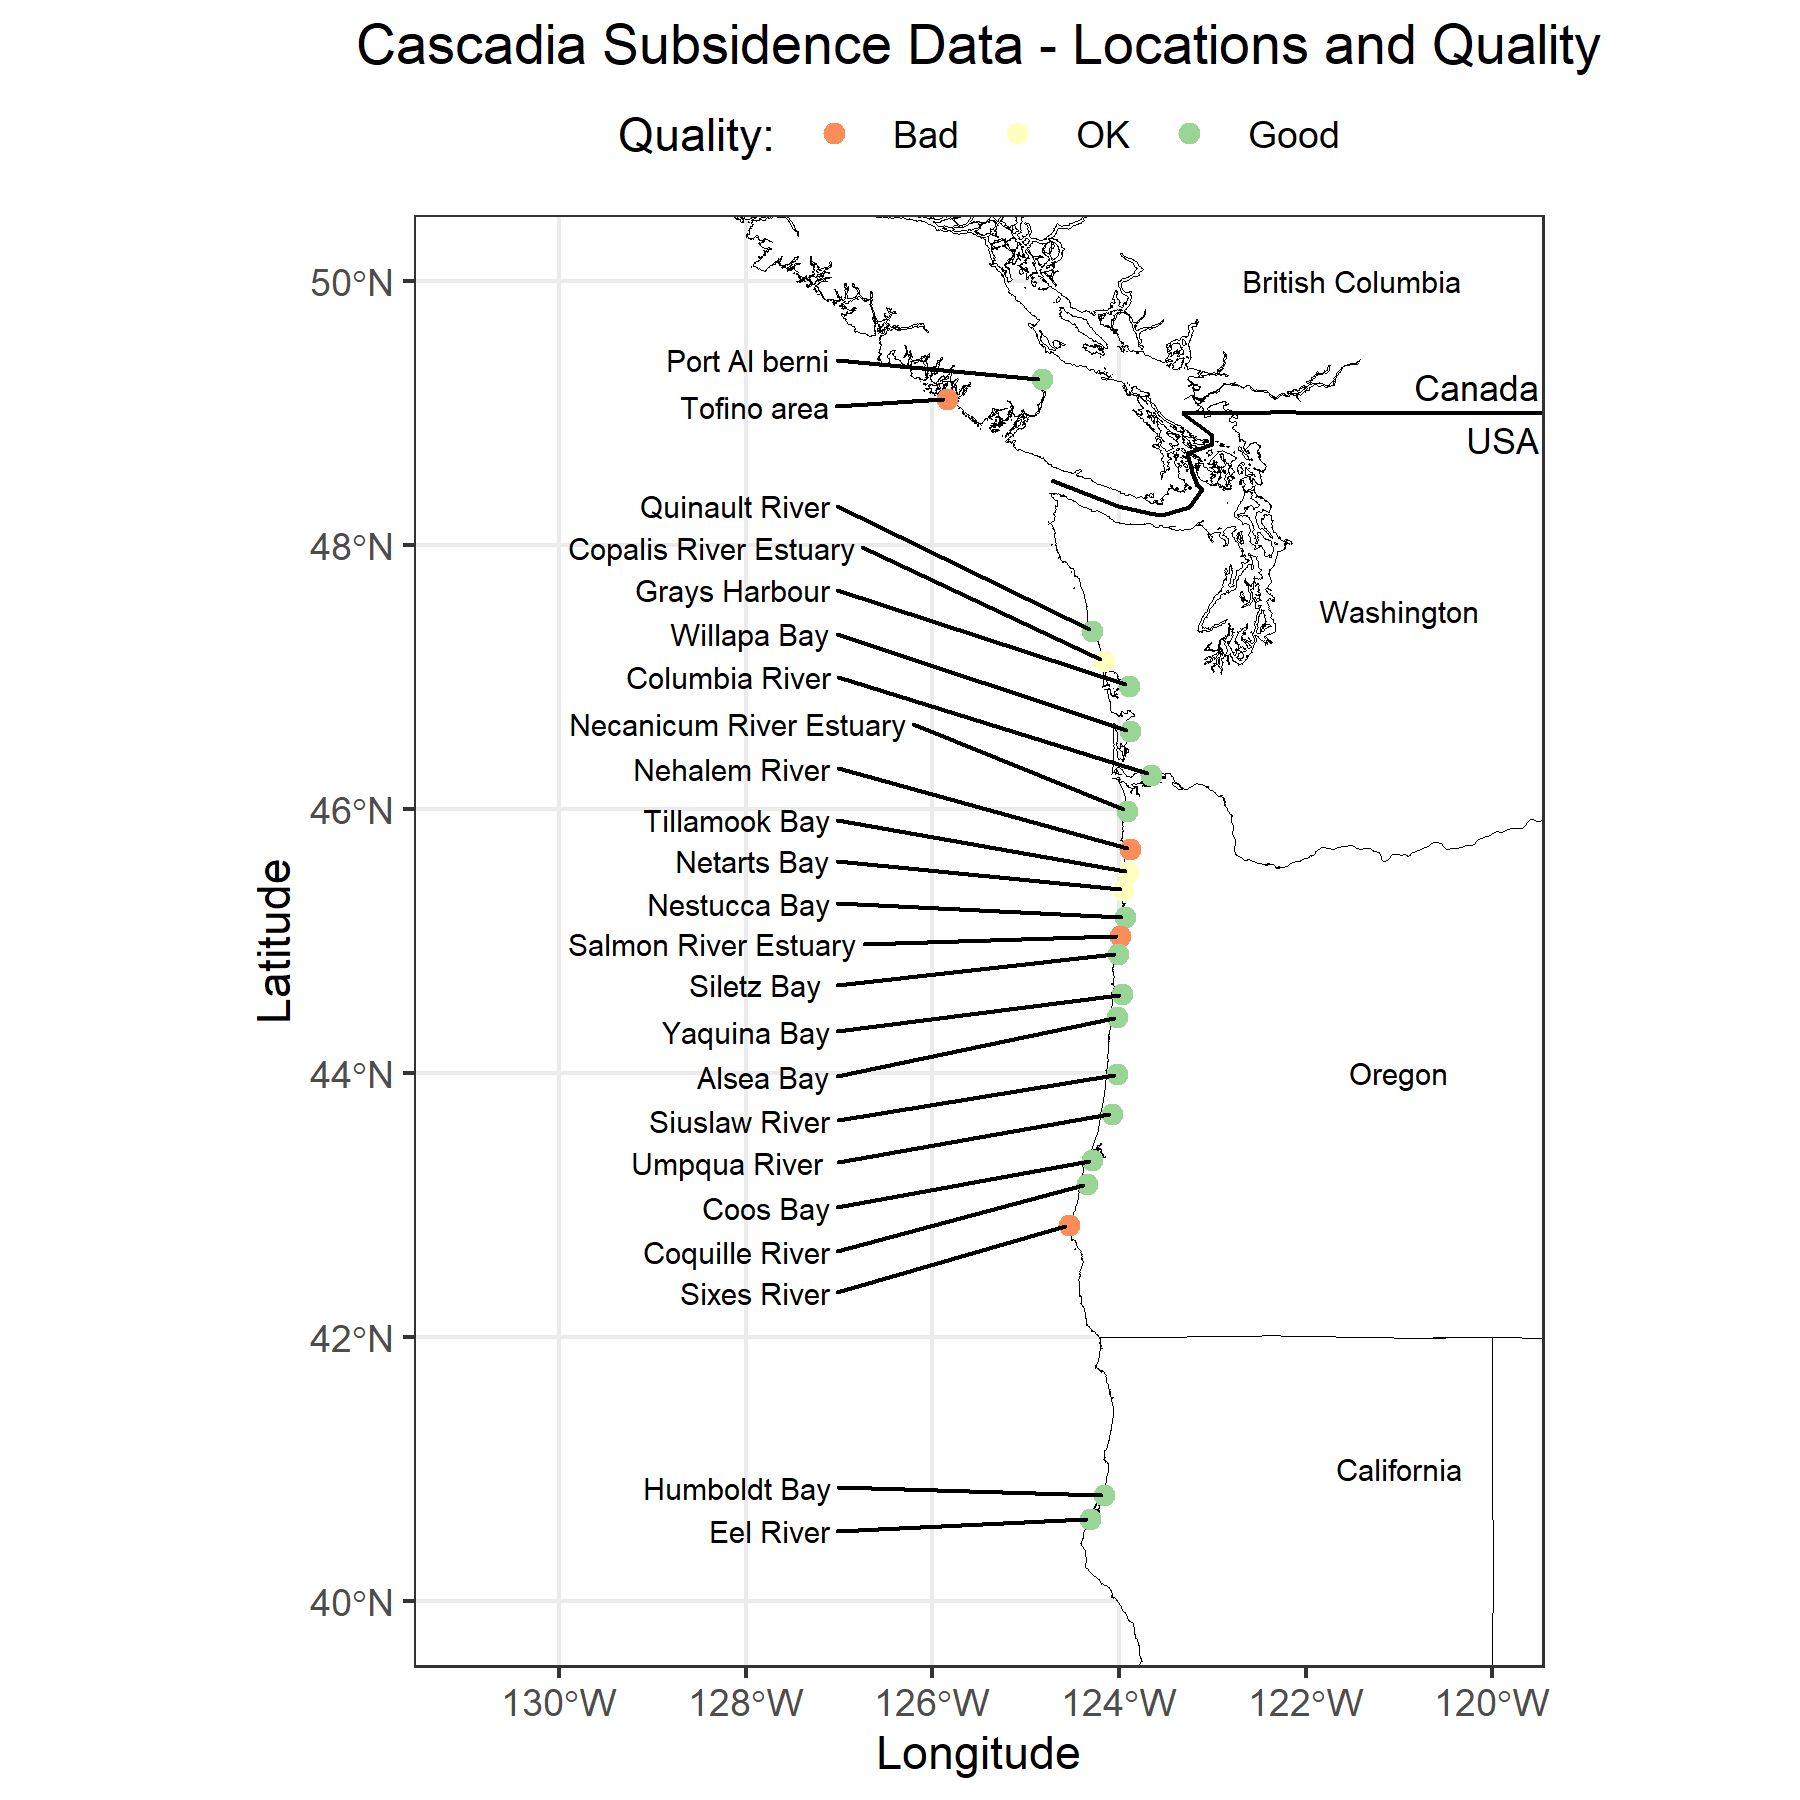 Cascadia Subsidence Data - Locations and Quality
Quality: Bad OK Good
50°N
British Columbia
Port Al berni
Canada
Tofino area
USA
Quinault River
48°N
Copalis River Estuary
Grays Harbour
Washington
Willapa Bay
Columbia River
Necanicum River Estuary
Nehalem River
46°N
Tillamook Bay
Netarts Bay
Nestucca Bay
Latitude
Salmon River Estuary
Siletz Bay
Yaquina Bay
44°N
Alsea Bay
Oregon
Siuslaw River
Umpqua River
Coos Bay
Coquille River
Sixes River
42°N
California
Humboldt Bay
Eel River
40°N
130°W 128°W 126°W 124°W 122°W 120°W
Longitude